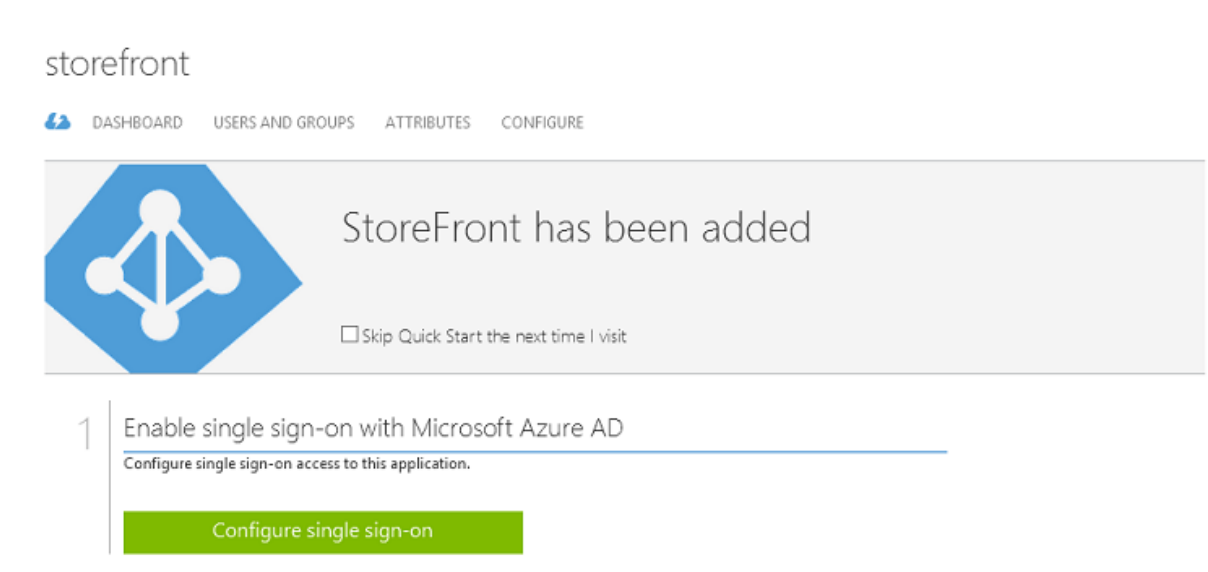 storefront
DASHBOARD USERS AND GROUPS ATTRIBUTES CONFIGURE
StoreFront has been added
Skip Quick Start the next time I visit
1 Enable single sign-on with Microsoft Azure AD
Configure single sign-on access to this application.
Configure single sign-on